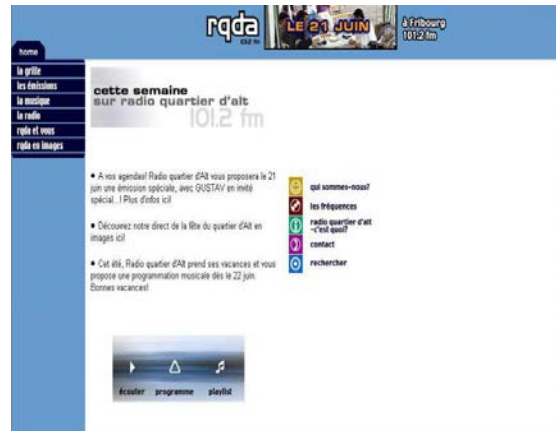 rqda
101.2 fm
LE 21 JUIN
à Fribourg
101.2 fm
home
la grille
les émissions
la musique
la radio
rqda et vous
rqda en images
cette semaine
sur radio quartier d'alt
101.2 fm
• A vos agendas! Radio quartier d'Alt vous proposera le 21
juin une émission spéciale, avec GUSTAV en invité
spécial...! Plus d'infos ici!
• Découvrez notre direct de la fête du quartier d'Alt en
images ici!
• Cet été, Radio quartier d'Alt prend ses vacances et vous
propose une programmation musicale dès le 22 juin.
Bonnes vacances!
qui sommes-nous?
les fréquences
radio quartier d'alt
-c'est quoi?
contact
rechercher
écouter programme playlist